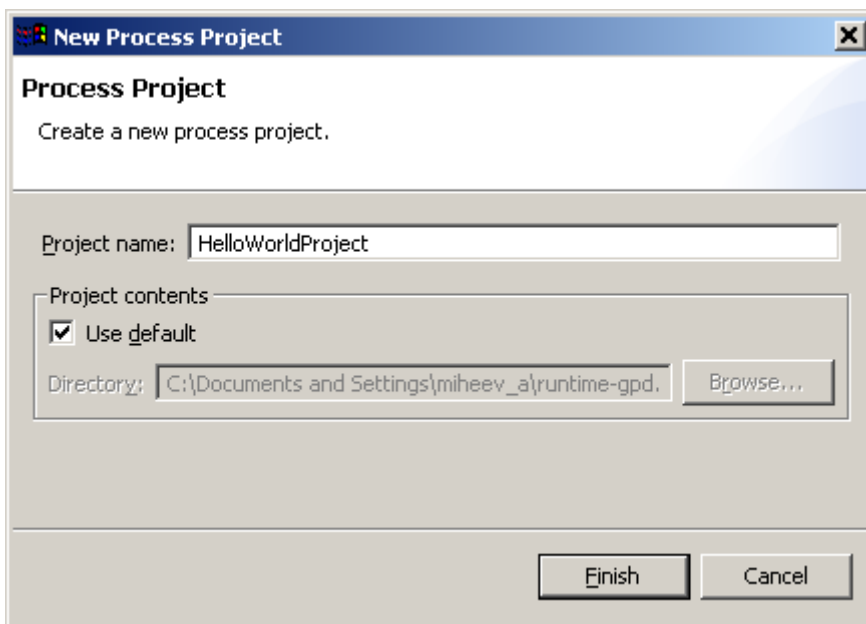 New Process Project
Process Project
Create a new process project.
Project name: HelloWorldProject
Project contents
Use default
Directory: C:\Documents and Settings\miheev_a\runtime-gpd. Browse...
Finish Cancel